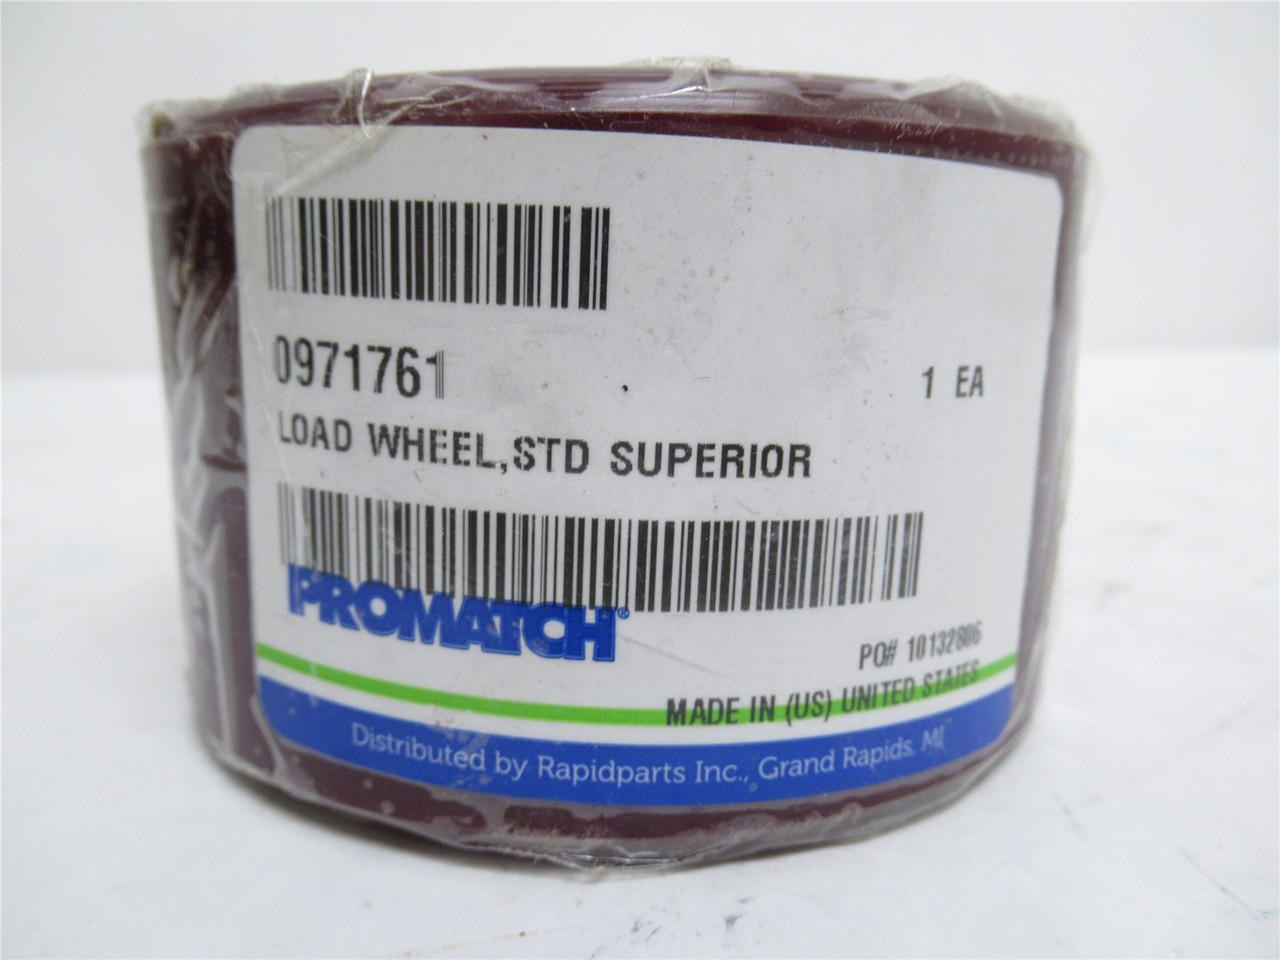 0971761
1 EA
LOAD WHEEL,STD SUPERIOR
PROMATCH®
PO# 10132806
MADE IN (US) UNITED STATES
Distributed by Rapidparts Inc., Grand Rapids, MI